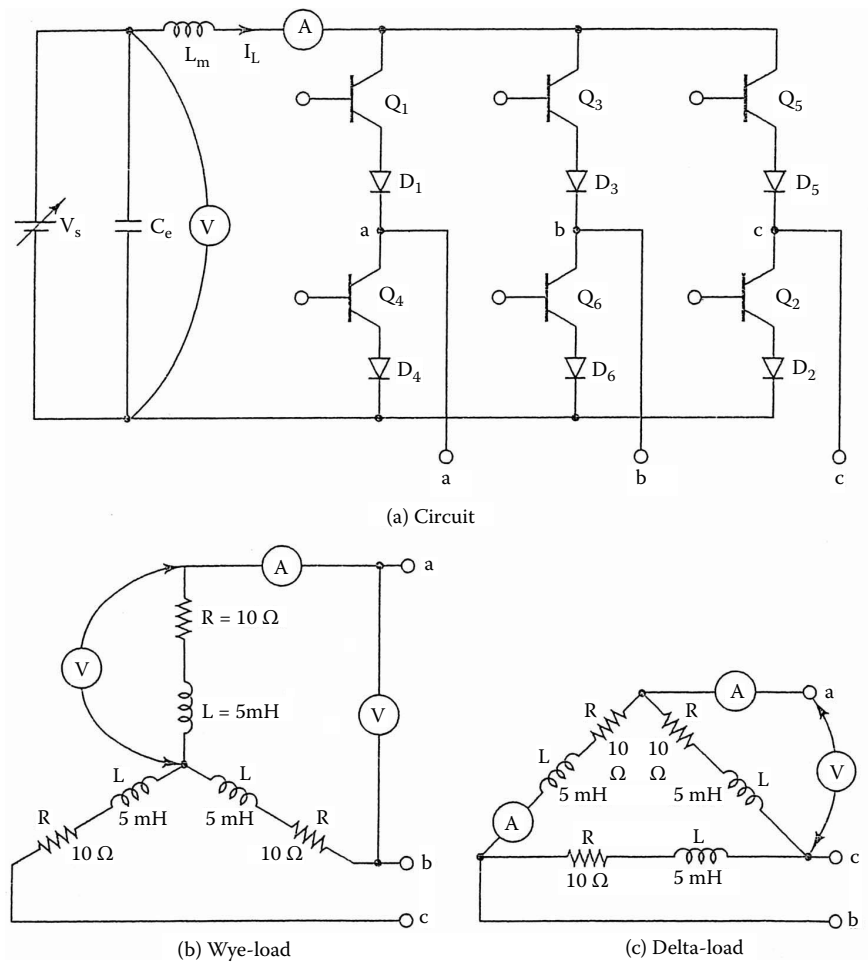 A
L_m
I_L
Q_1
Q_3
Q_5
V_s
C_e
V
D_1
D_3
D_5
a
b
c
Q_4
Q_6
Q_2
D_4
D_6
D_2
a
b
c
(a) Circuit
A
a
R = 10 Ω
V
V
L = 5mH
L
L
R
5 mH
5 mH
R
10 Ω
10 Ω
b
c
(b) Wye-load
A
a
R
R
10
Ω
10
Ω
L
L
V
5 mH
5 mH
A
R
L
c
10 Ω
5 mH
b
(c) Delta-load